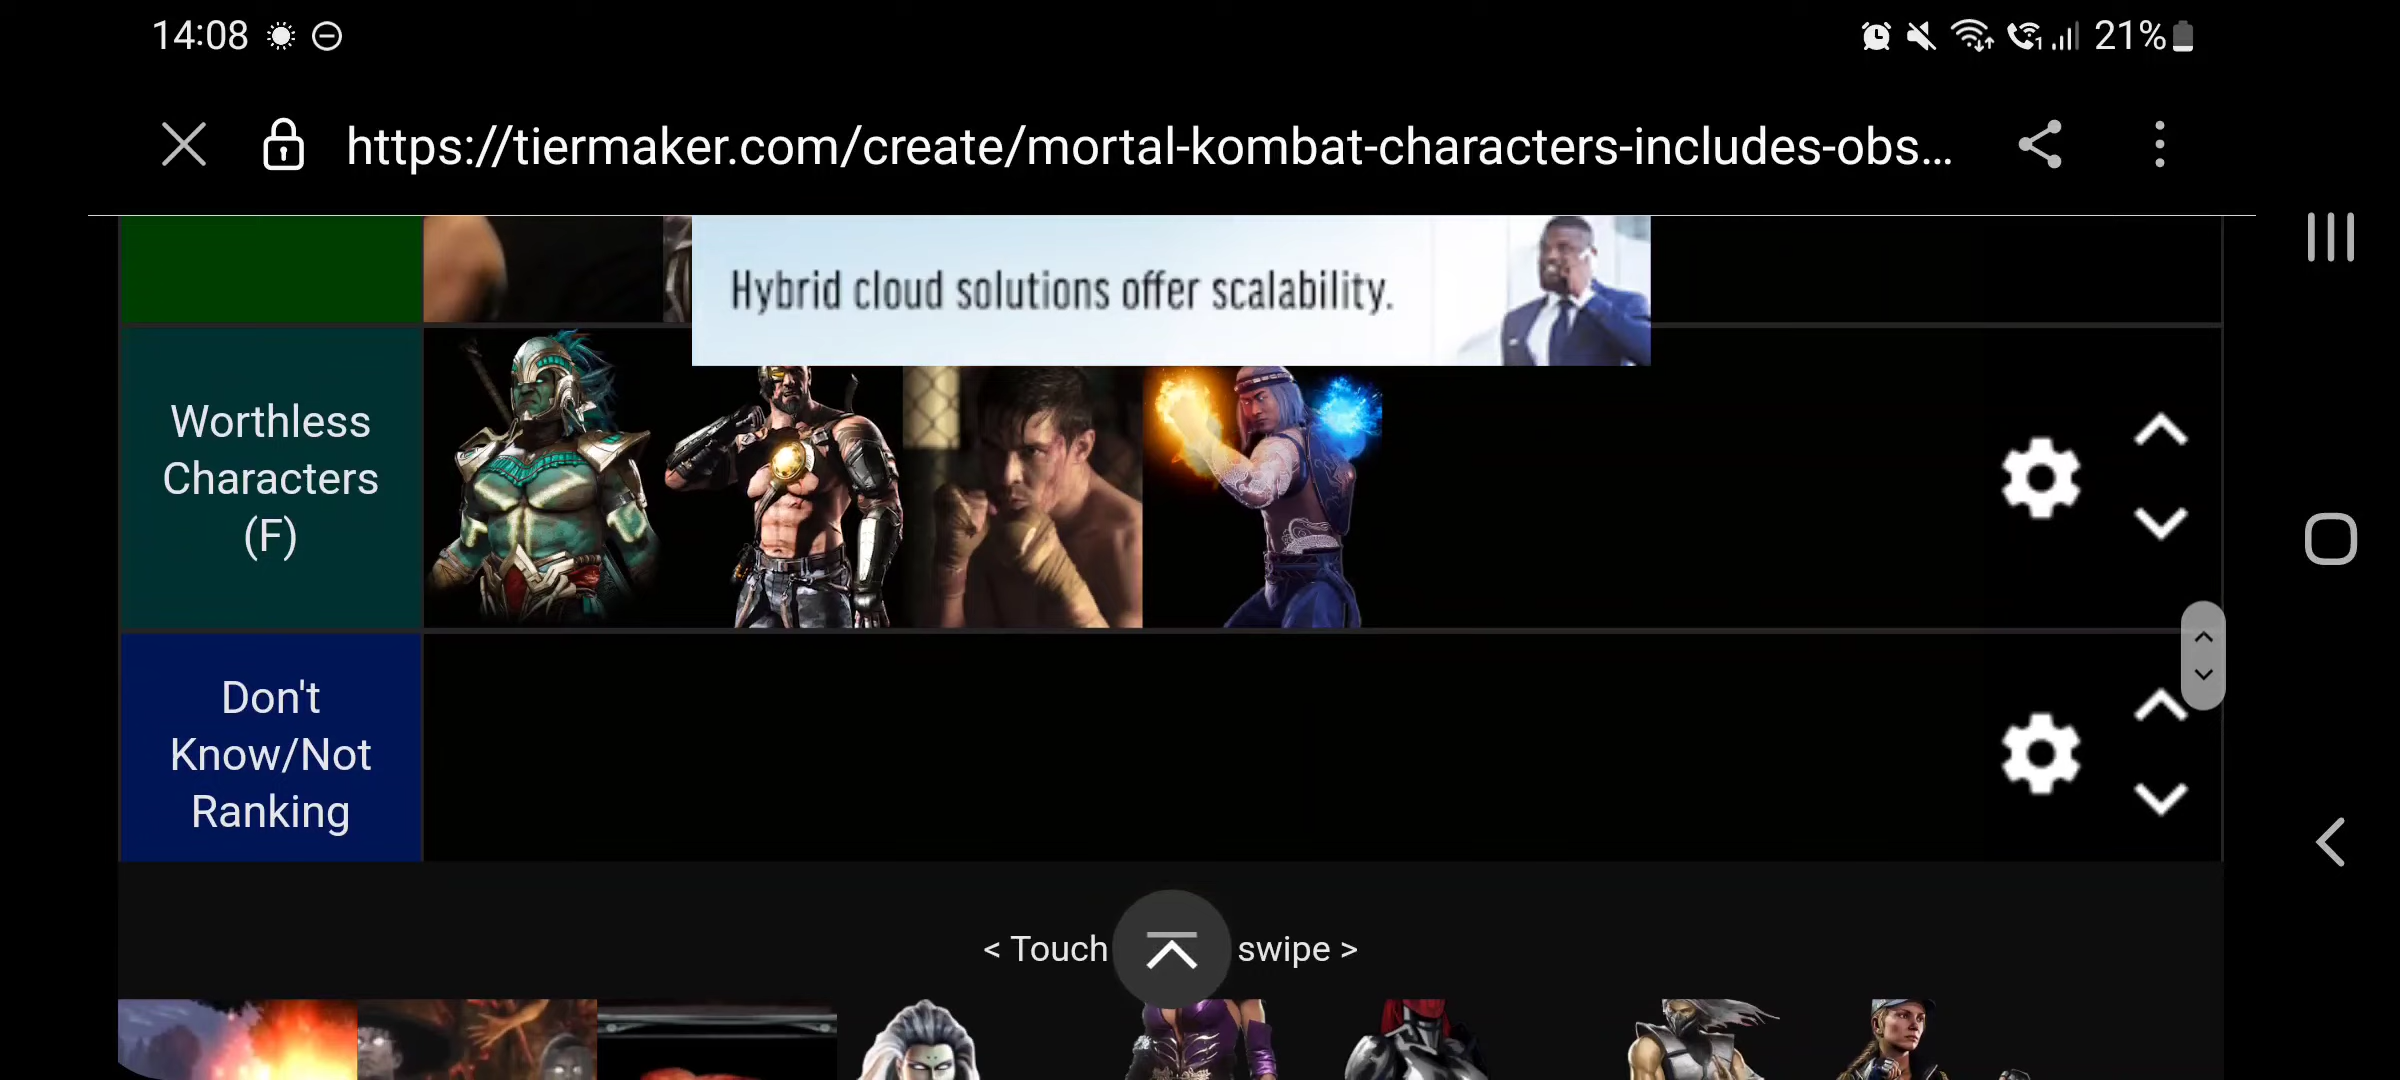 14:08
21%
https://tiermaker.com/create/mortal-kombat-characters-includes-obs...
Hybrid cloud solutions offer scalability.
Worthless
Characters
(F)
Don't
Know/Not
Ranking
< Touch swipe >